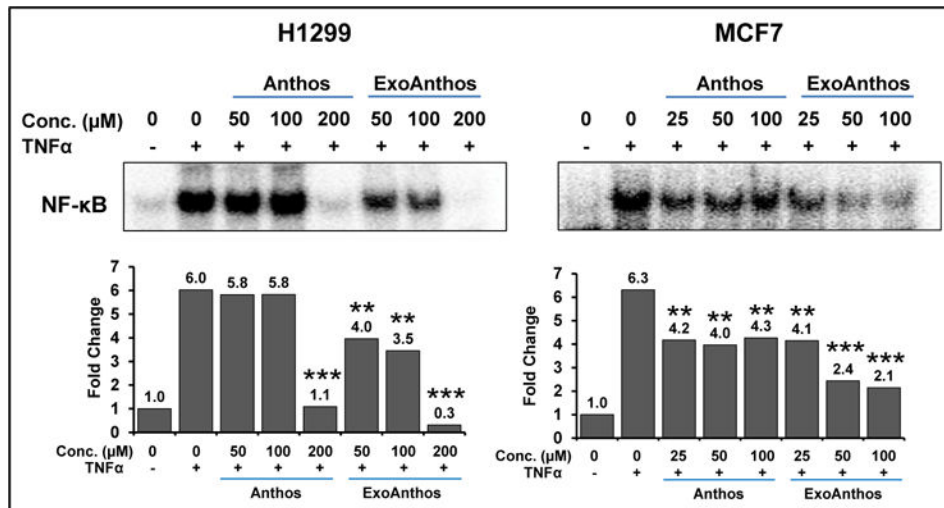 H1299
MCF7
Anthos ExoAnthos
Anthos ExoAnthos
Conc. (µM) 0 0 50 100 200 50 100 200
0 0 25 50 100 25 50 100
TNFα - + + + + + + +
- + + + + + + +
NF-κB
Fold Change
7
6
5
4
3
2
1
0
1.0 6.0 5.8 5.8 *** 1.1 ** 4.0 ** 3.5 *** 0.3
Conc. (µM) 0 0 50 100 200 50 100 200
TNFα - + + + + + + +
Anthos ExoAnthos
Fold Change
7
6
5
4
3
2
1
0
1.0 6.3 ** 4.2 ** 4.0 ** 4.3 ** 4.1 *** 2.4 *** 2.1
Conc. (µM) 0 0 25 50 100 25 50 100
TNFα - + + + + + + +
Anthos ExoAnthos